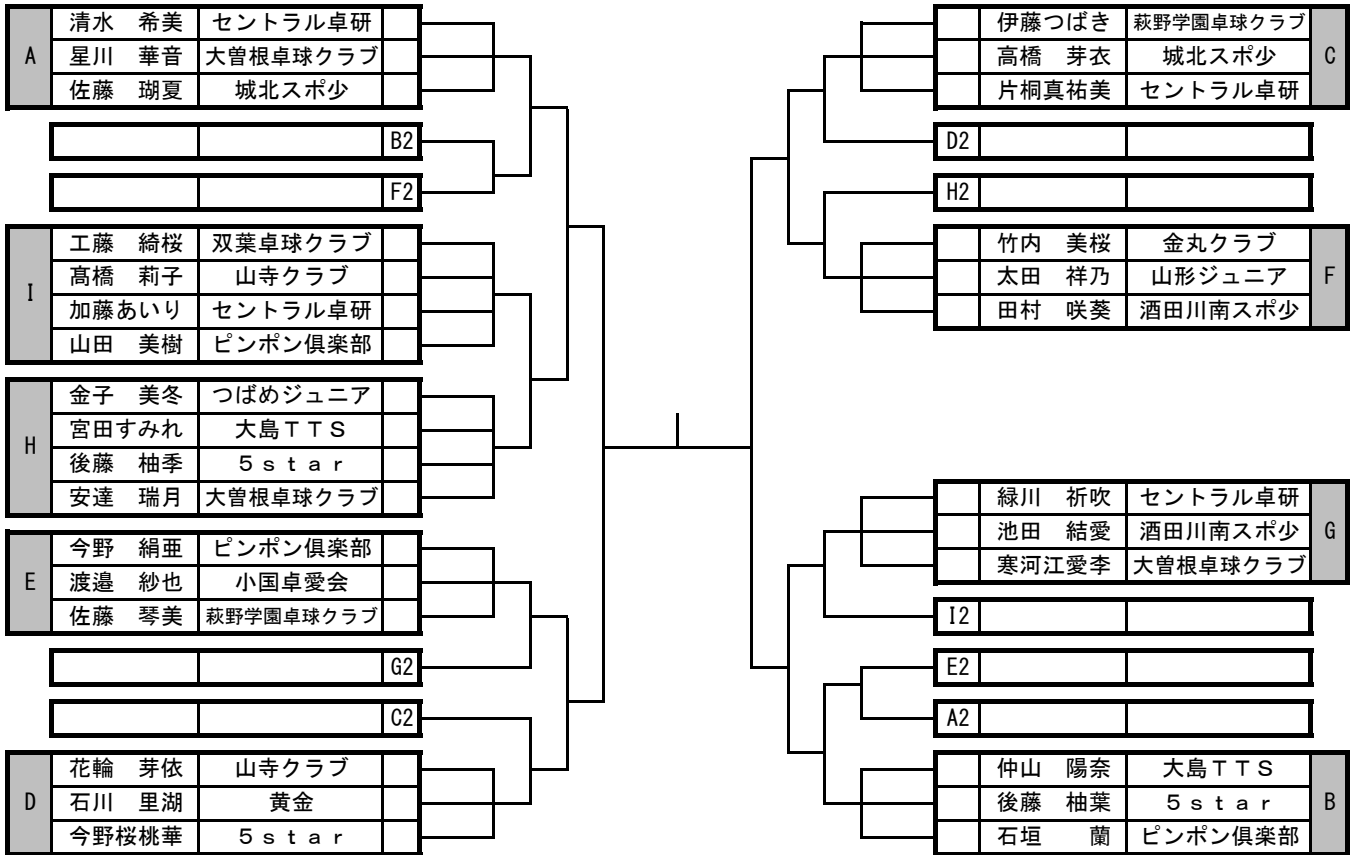 A
清水　希美 セントラル卓研
星川　華音 大曽根卓球クラブ
佐藤　瑚夏 城北スポ少
B2
F2
I
工藤　綺桜 双葉卓球クラブ
髙橋　莉子 山寺クラブ
加藤あいり セントラル卓研
山田　美樹 ピンポン俱楽部
H
金子　美冬 つばめジュニア
宮田すみれ 大島ＴＴＳ
後藤　柚季 ５ｓｔａｒ
安達　瑞月 大曽根卓球クラブ
E
今野　絹亜 ピンポン俱楽部
渡邉　紗也 小国卓愛会
佐藤　琴美 萩野学園卓球クラブ
G2
C2
D
花輪　芽依 山寺クラブ
石川　里湖 黄金
今野桜桃華 ５ｓｔａｒ
伊藤つばき 萩野学園卓球クラブ
高橋　芽衣 城北スポ少
片桐真祐美 セントラル卓研
C
D2
H2
竹内　美桜 金丸クラブ
太田　祥乃 山形ジュニア
田村　咲葵 酒田川南スポ少
F
緑川　祈吹 セントラル卓研
池田　結愛 酒田川南スポ少
寒河江愛李 大曽根卓球クラブ
G
I2
E2
A2
仲山　陽奈 大島ＴＴＳ
後藤　柚葉 ５ｓｔａｒ
石垣　　蘭 ピンポン俱楽部
B